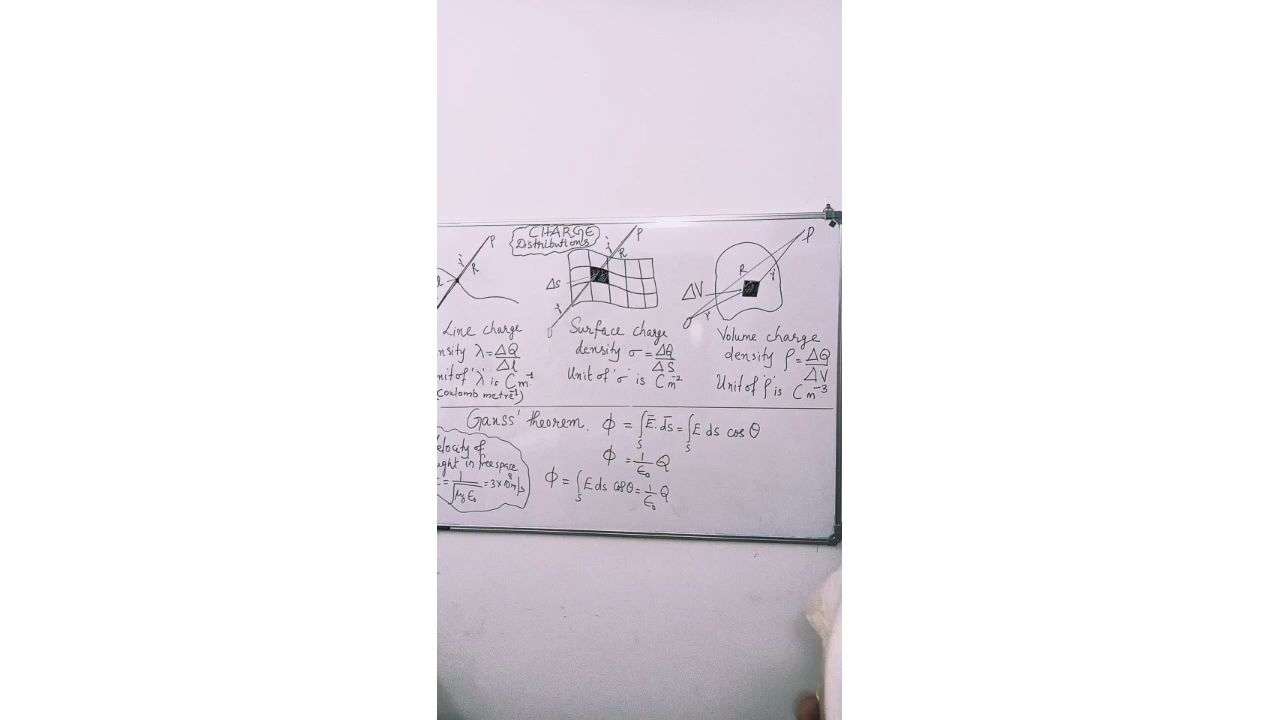 CHARGE
Distributions
P
R
P
R
ΔS
P
R
r
ΔV
O
r
Line charge
nsity λ = ΔQ/Δl
nit of 'λ' is Cm⁻¹
(Coulomb metre⁻¹)
Surface charge
density σ = ΔQ/ΔS
Unit of 'σ' is Cm⁻²
Volume charge
density ρ = ΔQ/ΔV
Unit of 'ρ' is Cm⁻³
Gauss' theorem. ϕ = ∫S E̅. d̅s̅ = ∫S E ds cos θ
ϕ = 1/ε₀ Q
ϕ = ∫S E ds cos θ = 1/ε₀ Q
elocity of
ight in free space
= 1/√μ₀ε₀ = 3×10⁸ m/s